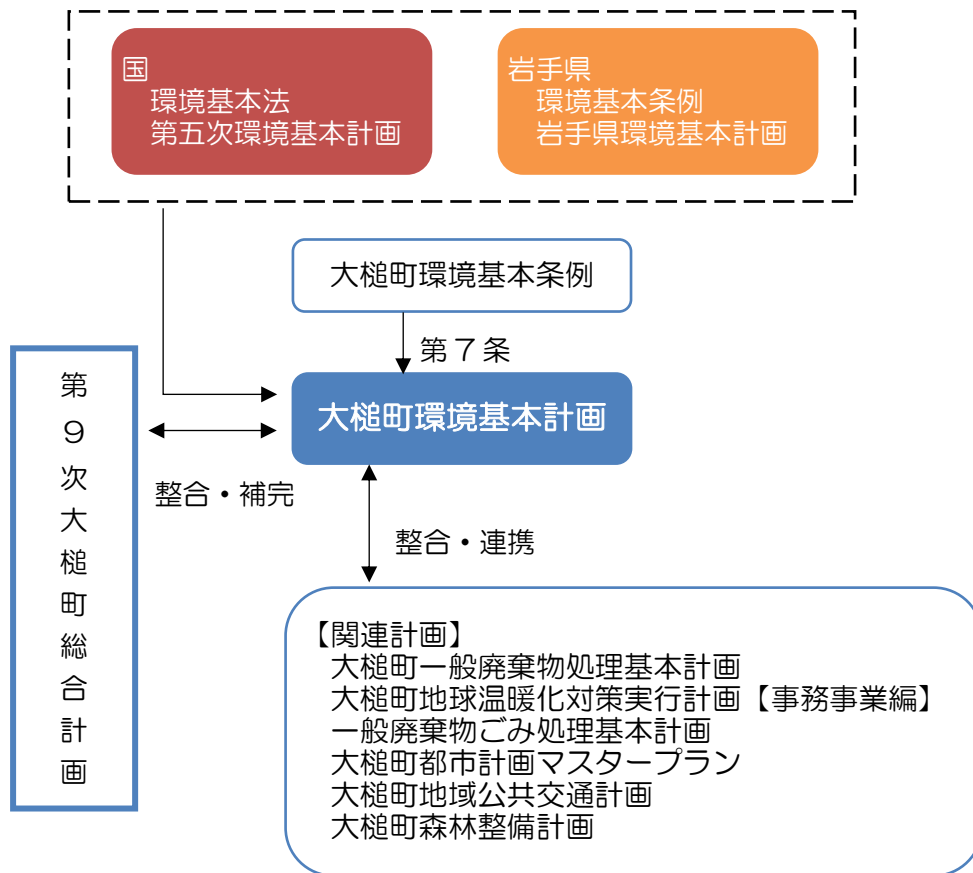 国
環境基本法
第五次環境基本計画
岩手県
環境基本条例
岩手県環境基本計画
大槌町環境基本条例
第７条
大槌町環境基本計画
第９次大槌町総合計画
整合・補完
整合・連携
【関連計画】
大槌町一般廃棄物処理基本計画
大槌町地球温暖化対策実行計画【事務事業編】
一般廃棄物ごみ処理基本計画
大槌町都市計画マスタープラン
大槌町地域公共交通計画
大槌町森林整備計画